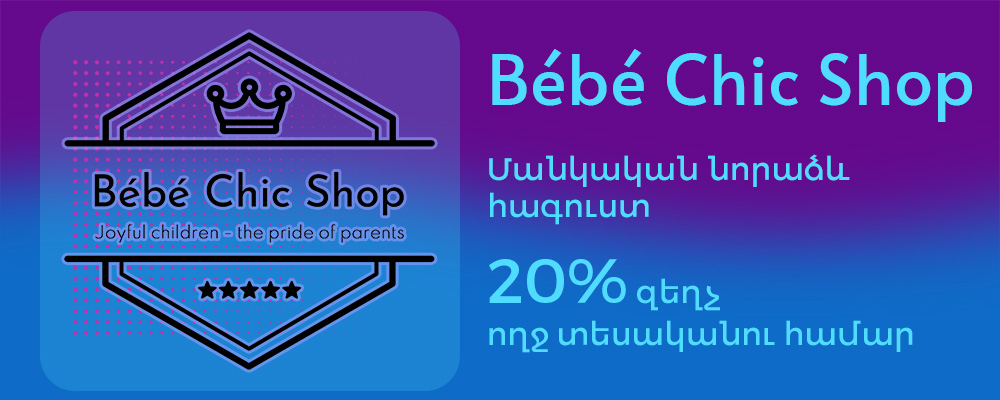 Bébé Chic Shop
Joyful children - the pride of parents
Bébé Chic Shop
Մանկական նորաձև
հագուստ
20% զեղչ
ողջ տեսականու համար